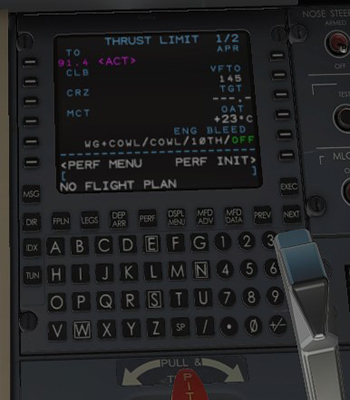 THRUST LIMIT 1/2
TO APR
91.4 <ACT>
CLB VFTO
145
CRZ TGT
---.-
MCT OAT
+23°C
ENG BLEED
WG+COWL/COWL/10TH/OFF
<PERF MENU PERF INIT>
[ ]
NO FLIGHT PLAN
NOSE STEER
ARMED
OFF
TEST
MSG EXEC
DIR FPLN LEGS DEP ARR PERF DSPL MENU MFD ADV MFD DATA PREV NEXT
IDX A B C D E F G 1 2 3
TUN H I J K L M N 4 5 6
O P Q R S T U 7 8 9
V W X Y Z SP / • 0 +/-
PULL &
PIT